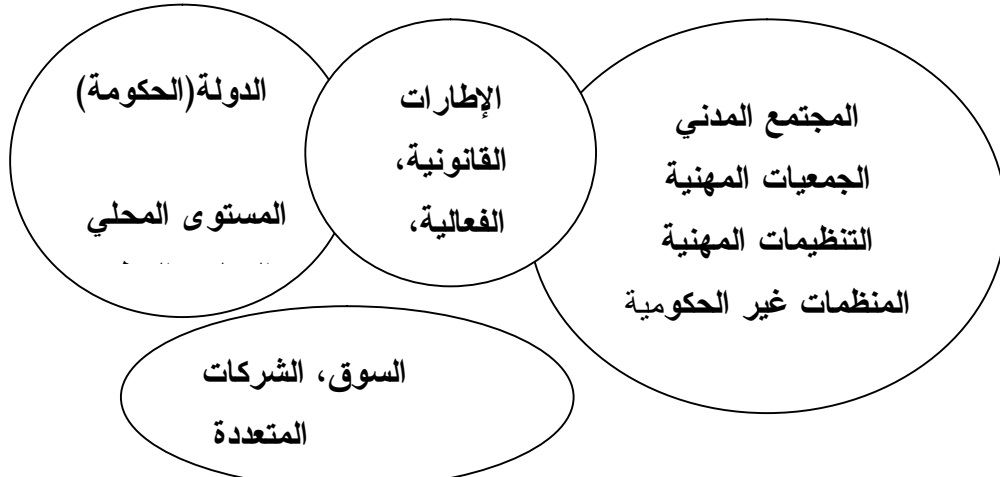 الدولة(الحكومة)
المستوى المحلي
الإطارات
القانونية،
الفعالية،
المجتمع المدني
الجمعيات المهنية
التنظيمات المهنية
المنظمات غير الحكومية
السوق، الشركات
المتعددة